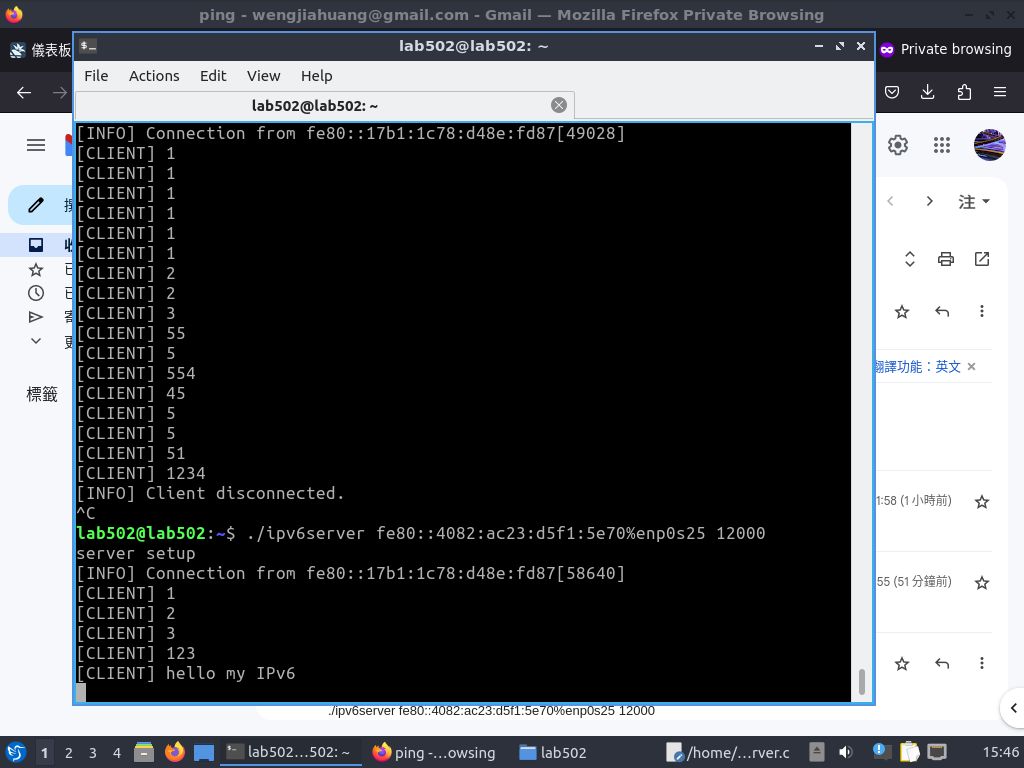 ping - wengjiahuang@gmail.com - Gmail — Mozilla Firefox Private Browsing
儀表板
lab502@lab502: ~
Private browsing
File Actions Edit View Help
lab502@lab502: ~
[INFO] Connection from fe80::17b1:1c78:d48e:fd87[49028]
[CLIENT] 1
[CLIENT] 1
[CLIENT] 1
[CLIENT] 1
[CLIENT] 1
[CLIENT] 1
[CLIENT] 2
[CLIENT] 2
[CLIENT] 3
[CLIENT] 55
[CLIENT] 5
[CLIENT] 554
[CLIENT] 45
[CLIENT] 5
[CLIENT] 5
[CLIENT] 51
[CLIENT] 1234
[INFO] Client disconnected.
^C
lab502@lab502:~$ ./ipv6server fe80::4082:ac23:d5f1:5e70%enp0s25 12000
server setup
[INFO] Connection from fe80::17b1:1c78:d48e:fd87[58640]
[CLIENT] 1
[CLIENT] 2
[CLIENT] 3
[CLIENT] 123
[CLIENT] hello my IPv6
標籤
注
翻譯功能：英文
1:58 (1 小時前)
55 (51 分鐘前)
./ipv6server fe80::4082:ac23:d5f1:5e70%enp0s25 12000
1 2 3 4 lab502...502: ~ ping -...owsing lab502 /home/...rver.c 15:46